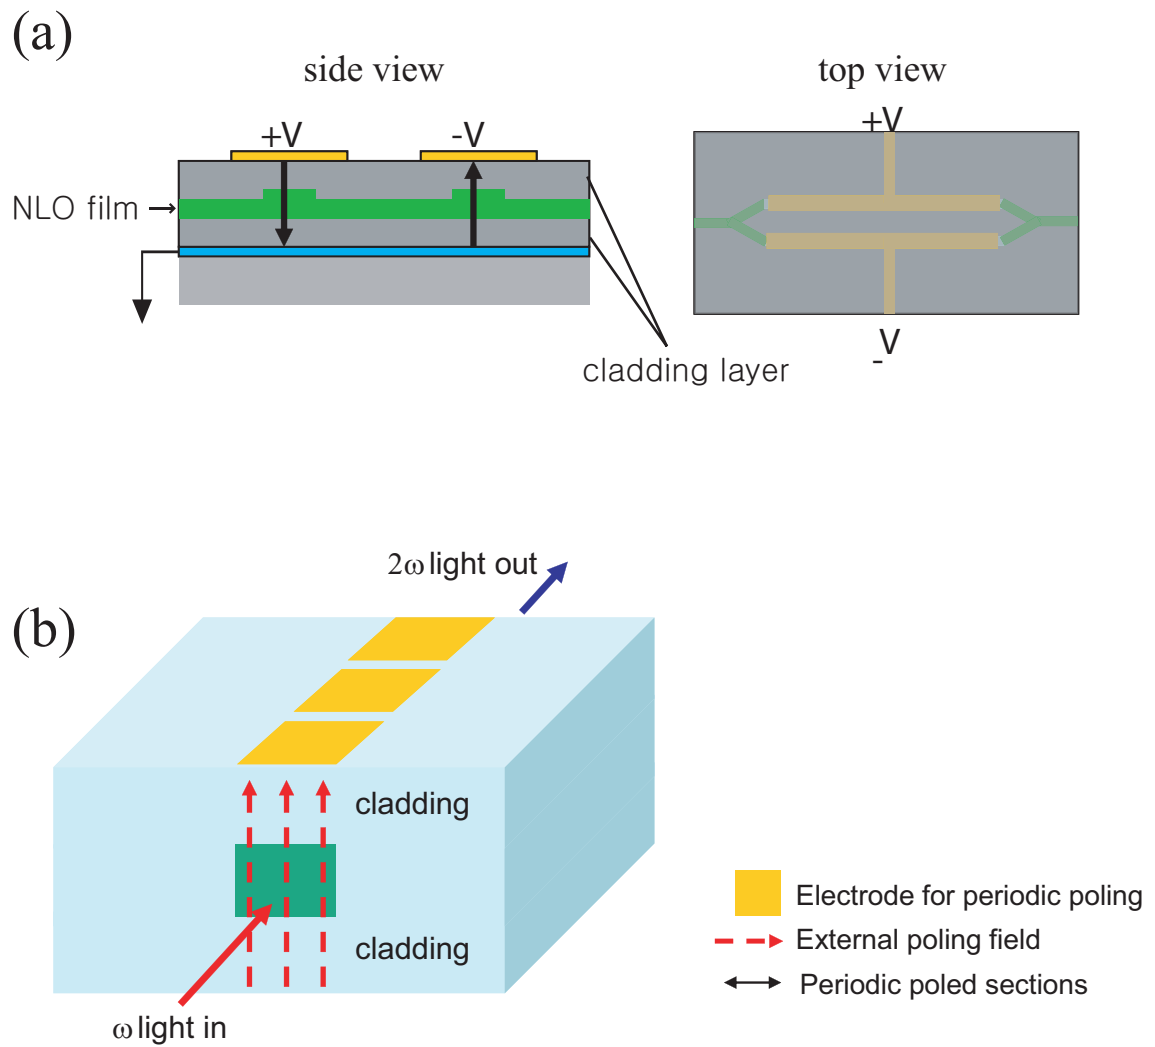 (a)
side view
top view
+V
-V
+V
NLO film
-V
cladding layer
2ω light out
(b)
cladding
cladding
ω light in
Electrode for periodic poling
External poling field
Periodic poled sections